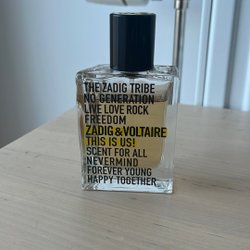 THE ZADIG TRIBE
NO GENERATION
LIVE LOVE ROCK
FREEDOM
ZADIG&VOLTAIRE
THIS IS US!
SCENT FOR ALL
NEVERMIND
FOREVER YOUNG
HAPPY TOGETHER